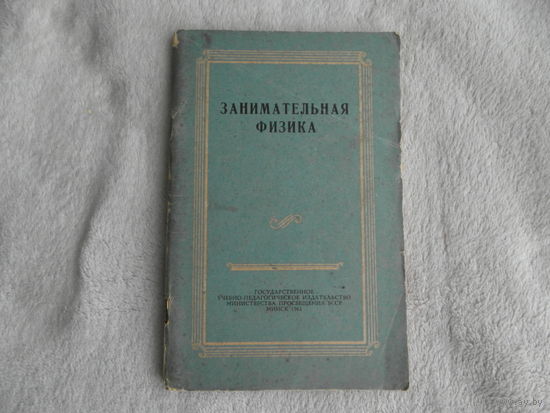 ЗАНИМАТЕЛЬНАЯ
ФИЗИКА
ГОСУДАРСТВЕННОЕ
УЧЕБНО-ПЕДАГОГИЧЕСКОЕ ИЗДАТЕЛЬСТВО
МИНИСТЕРСТВА ПРОСВЕЩЕНИЯ БССР
МИНСК